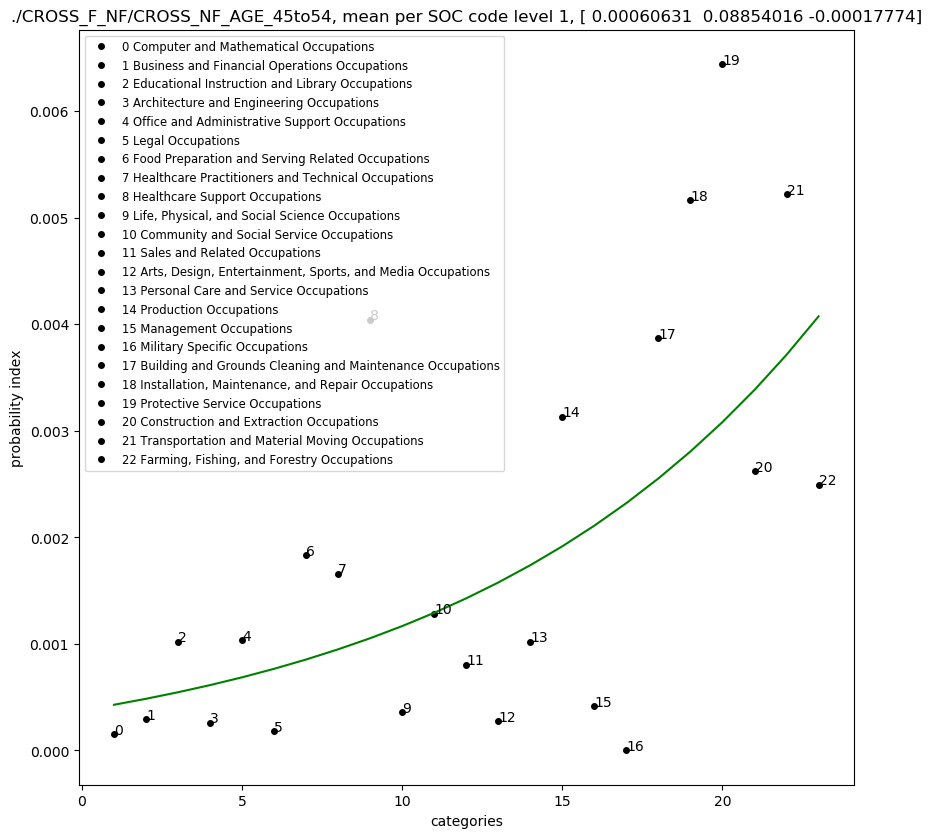 ./CROSS_F_NF/CROSS_NF_AGE_45to54, mean per SOC code level 1, [ 0.00060631  0.08854016 -0.00017774]
0 Computer and Mathematical Occupations
1 Business and Financial Operations Occupations
2 Educational Instruction and Library Occupations
3 Architecture and Engineering Occupations
4 Office and Administrative Support Occupations
5 Legal Occupations
6 Food Preparation and Serving Related Occupations
7 Healthcare Practitioners and Technical Occupations
8 Healthcare Support Occupations
9 Life, Physical, and Social Science Occupations
10 Community and Social Service Occupations
11 Sales and Related Occupations
12 Arts, Design, Entertainment, Sports, and Media Occupations
13 Personal Care and Service Occupations
14 Production Occupations
15 Management Occupations
16 Military Specific Occupations
17 Building and Grounds Cleaning and Maintenance Occupations
18 Installation, Maintenance, and Repair Occupations
19 Protective Service Occupations
20 Construction and Extraction Occupations
21 Transportation and Material Moving Occupations
22 Farming, Fishing, and Forestry Occupations
19
21
18
8
17
14
20
22
6
7
10
2
4
13
11
15
9
3
1
12
5
0
16
0.006
0.005
0.004
0.003
0.002
0.001
0.000
probability index
0
5
10
15
20
categories